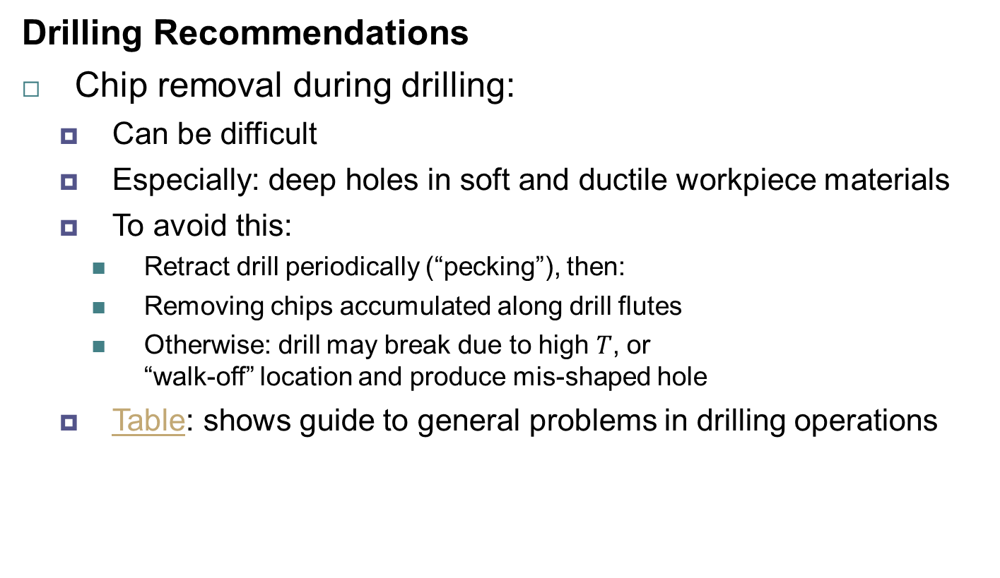 Drilling Recommendations
Chip removal during drilling:
Can be difficult
Especially: deep holes in soft and ductile workpiece materials
To avoid this:
Retract drill periodically (“pecking”), then:
Removing chips accumulated along drill flutes
Otherwise: drill may break due to high T, or
“walk-off” location and produce mis-shaped hole
Table: shows guide to general problems in drilling operations